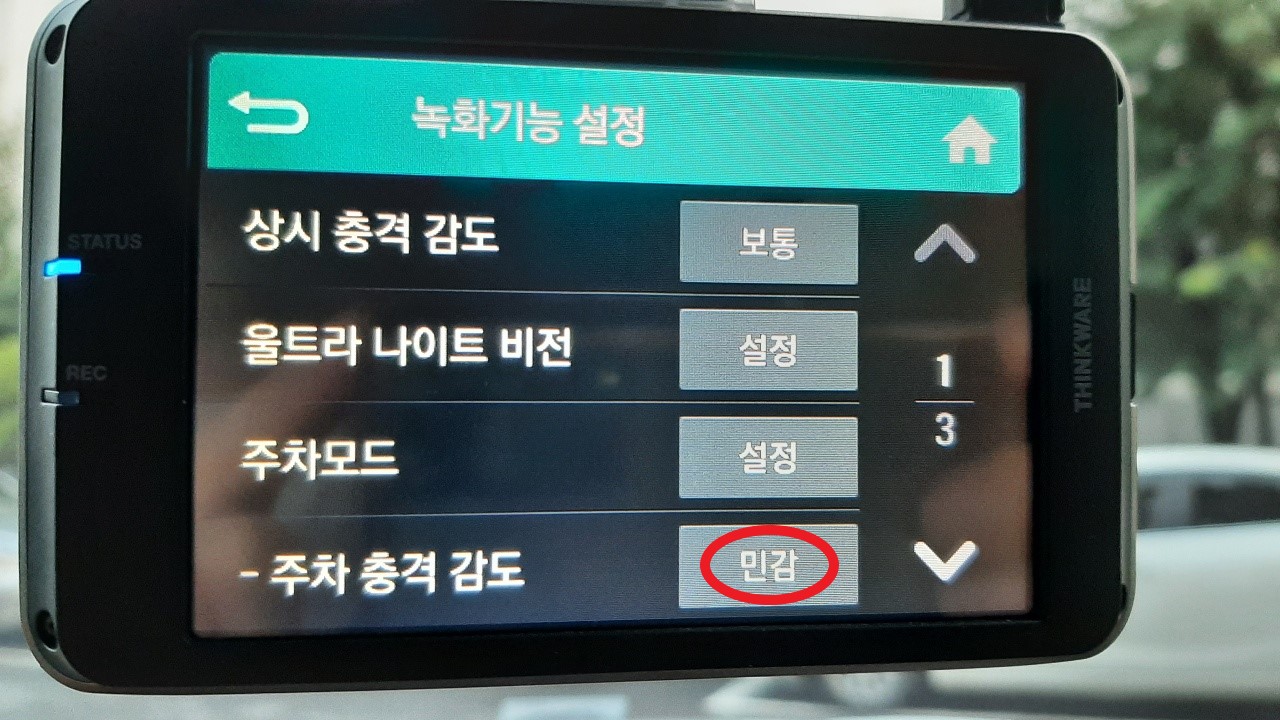 녹화기능 설정
STATUS
상시 충격 감도 보통
울트라 나이트 비전 설정
REC
1
3
주차모드 설정
- 주차 충격 감도 민감
THINKWARE